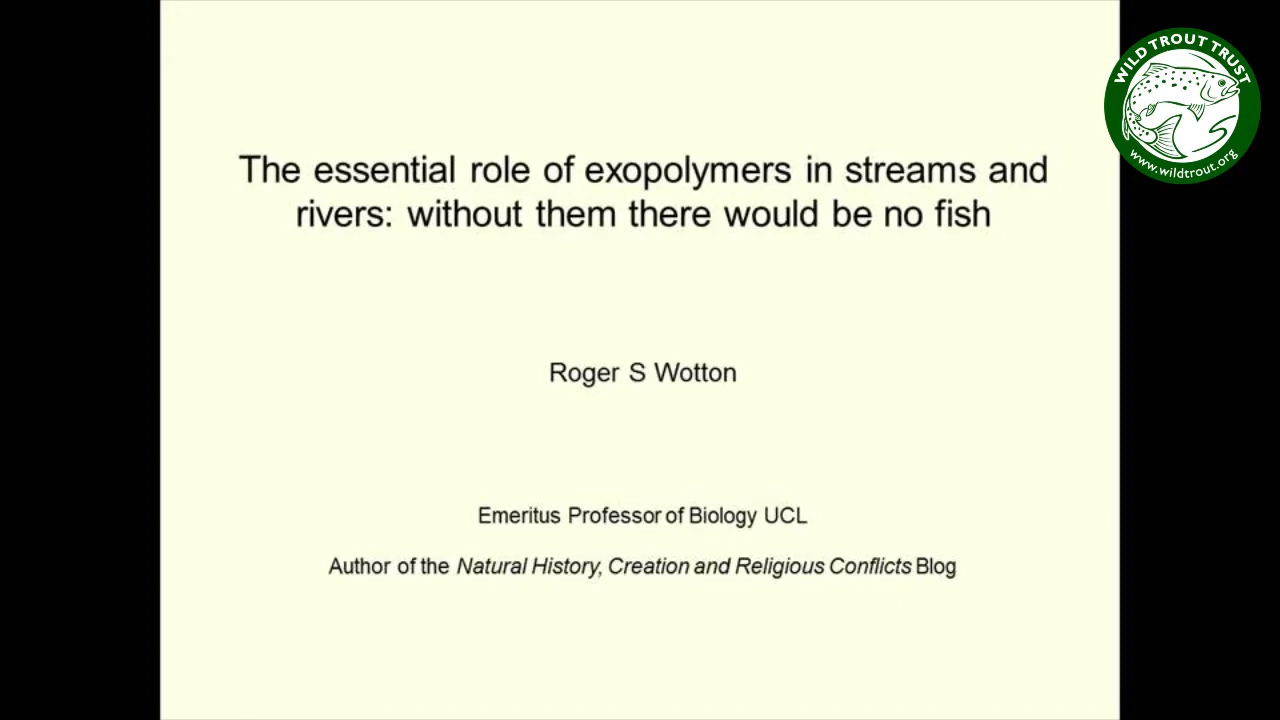 WILD TROUT TRUST
www.wildtrout.org
The essential role of exopolymers in streams and
rivers: without them there would be no fish
Roger S Wotton
Emeritus Professor of Biology UCL
Author of the Natural History, Creation and Religious Conflicts Blog